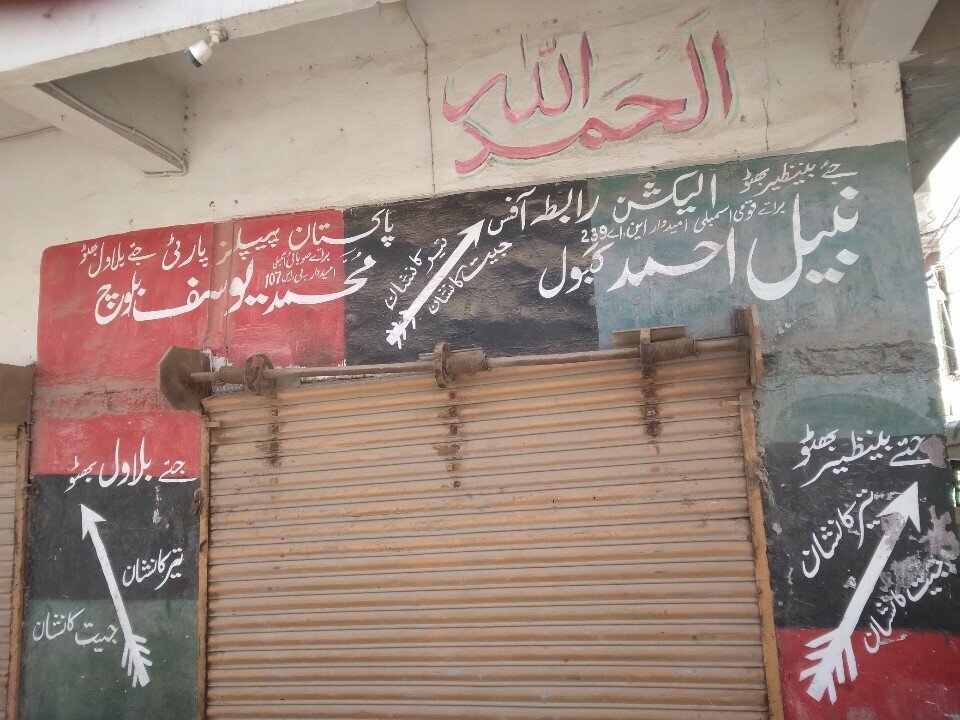 الحمد للہ
جئے بینظیر بھٹو
الیکشن رابطہ آفس
برائے قومی اسمبلی امیدوار این، اے 239
نبیل احمد گبول
تیر کا نشان
جیت کا نشان
پاکستان پیپلز پارٹی جئے بلاول بھٹو
برائے صوبائی اسمبلی
امیدوار پی ایس 107
محمد یوسف بلوچ
جئے بینظیر بھٹو
تیر کا نشان
جیت کا نشان
جئے بلاول بھٹو
تیر کا نشان
جیت کا نشان